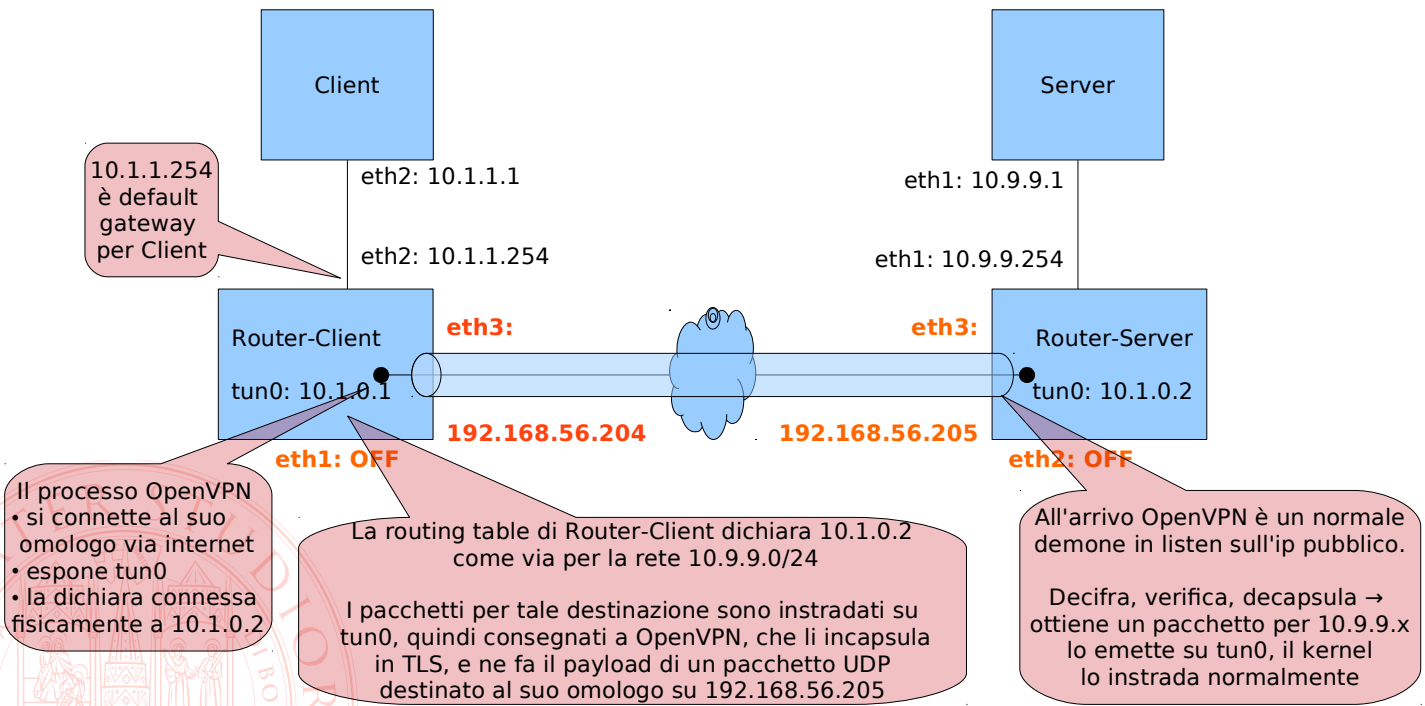 Client
Server
10.1.1.254
è default
gateway
per Client
eth2: 10.1.1.1
eth1: 10.9.9.1
eth2: 10.1.1.254
eth1: 10.9.9.254
Router-Client
eth3:
eth3:
Router-Server
tun0: 10.1.0.1
tun0: 10.1.0.2
192.168.56.204
192.168.56.205
eth1: OFF
eth2: OFF
Il processo OpenVPN
• si connette al suo
omologo via internet
• espone tun0
• la dichiara connessa
fisicamente a 10.1.0.2
La routing table di Router-Client dichiara 10.1.0.2
come via per la rete 10.9.9.0/24
I pacchetti per tale destinazione sono instradati su
tun0, quindi consegnati a OpenVPN, che li incapsula
in TLS, e ne fa il payload di un pacchetto UDP
destinato al suo omologo su 192.168.56.205
All'arrivo OpenVPN è un normale
demone in listen sull'ip pubblico.
Decifra, verifica, decapsula →
ottiene un pacchetto per 10.9.9.x
lo emette su tun0, il kernel
lo instrada normalmente